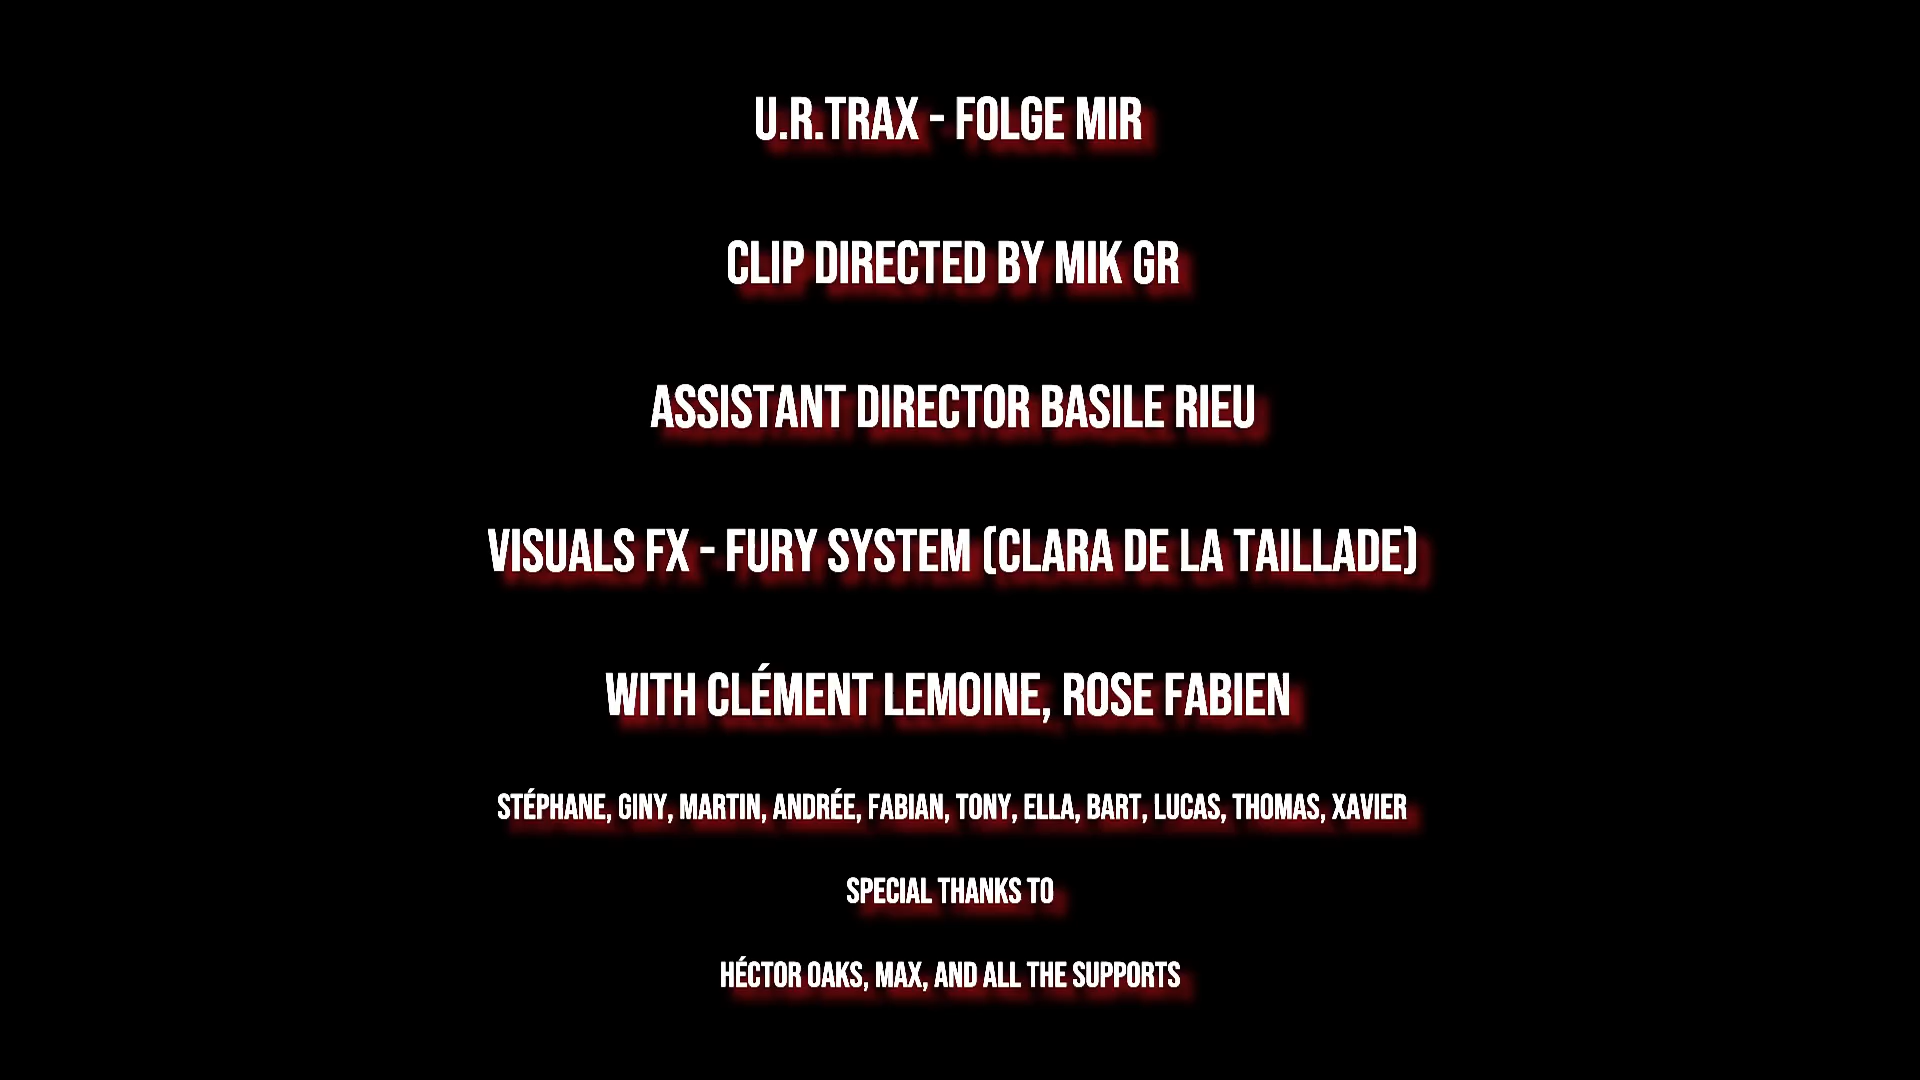 U.R.TRAX - FOLGE MIR
CLIP DIRECTED BY MIK GR
ASSISTANT DIRECTOR BASILE RIEU
VISUALS FX - FURY SYSTEM (CLARA DE LA TAILLADE)
WITH CLÉMENT LEMOINE, ROSE FABIEN
STÉPHANE, GINY, MARTIN, ANDRÉE, FABIAN, TONY, ELLA, BART, LUCAS, THOMAS, XAVIER
SPECIAL THANKS TO
HÉCTOR OAKS, MAX, AND ALL THE SUPPORTS